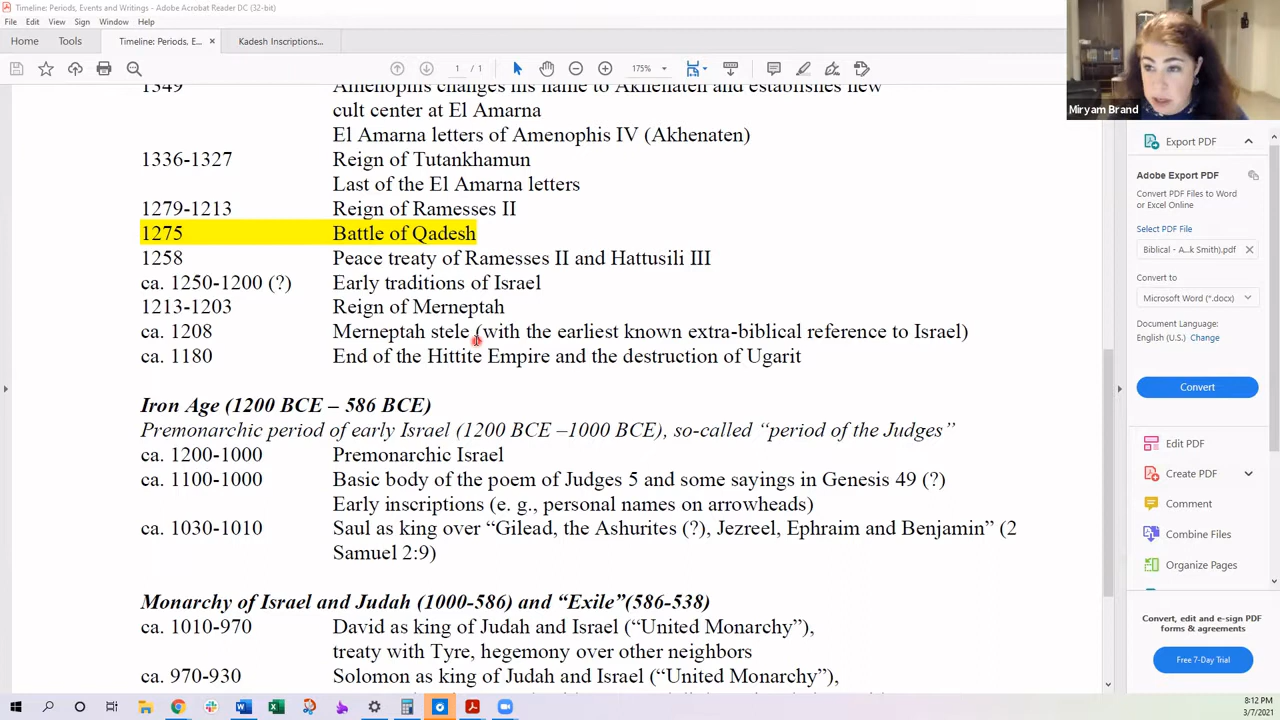 Timeline: Periods, Events and Writings - Adobe Acrobat Reader DC (32-bit)
File Edit View Sign Window Help
Home Tools Timeline: Periods, E... × Kadesh Inscriptions...
1 / 1 175%
Miryam Brand
1349 Amenophis changes his name to Akhenaten and establishes new
cult center at El Amarna
El Amarna letters of Amenophis IV (Akhenaten)
1336-1327 Reign of Tutankhamun
Last of the El Amarna letters
1279-1213 Reign of Ramesses II
1275 Battle of Qadesh
1258 Peace treaty of Ramesses II and Hattusili III
ca. 1250-1200 (?) Early traditions of Israel
1213-1203 Reign of Merneptah
ca. 1208 Merneptah stele (with the earliest known extra-biblical reference to Israel)
ca. 1180 End of the Hittite Empire and the destruction of Ugarit
Iron Age (1200 BCE – 586 BCE)
Premonarchic period of early Israel (1200 BCE –1000 BCE), so-called “period of the Judges”
ca. 1200-1000 Premonarchic Israel
ca. 1100-1000 Basic body of the poem of Judges 5 and some sayings in Genesis 49 (?)
Early inscriptions (e. g., personal names on arrowheads)
ca. 1030-1010 Saul as king over “Gilead, the Ashurites (?), Jezreel, Ephraim and Benjamin” (2
Samuel 2:9)
Monarchy of Israel and Judah (1000-586) and “Exile”(586-538)
ca. 1010-970 David as king of Judah and Israel (“United Monarchy”),
treaty with Tyre, hegemony over other neighbors
ca. 970-930 Solomon as king of Judah and Israel (“United Monarchy”),
Export PDF
Adobe Export PDF
Convert PDF Files to Word
or Excel Online
Select PDF File
Biblical - A...k Smith).pdf
Convert to
Microsoft Word (*.docx)
Document Language:
English (U.S.) Change
Convert
Edit PDF
Create PDF
Comment
Combine Files
Organize Pages
Convert, edit and e-sign PDF
forms & agreements
Free 7-Day Trial
8:12 PM
3/7/2021